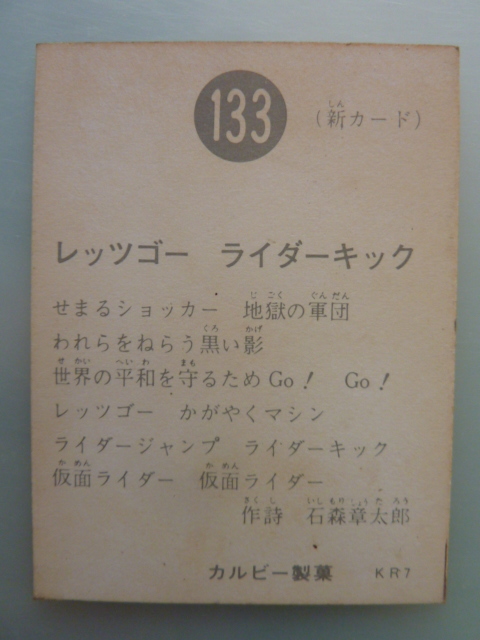 133 (新カード)
レッツゴー ライダーキック
せまるショッカー 地獄の軍団
われらをねらう黒い影
世界の平和を守るためGo! Go!
レッツゴー かがやくマシン
ライダージャンプ ライダーキック
仮面ライダー 仮面ライダー
作詩 石森章太郎
カルビー製菓 KR7